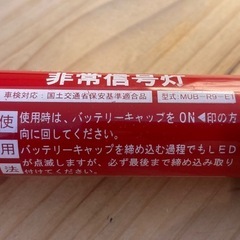 非常信号灯
車検対応：国土交通省保安基準適合品 型式：MUB-R9-E1
使用法
使用時は、バッテリーキャップを ON◀印の方
向に回してください。
バッテリーキャップを締め込む過程でもLED
が点滅しますが、必ず最後まで締め込み取り
付けてください。